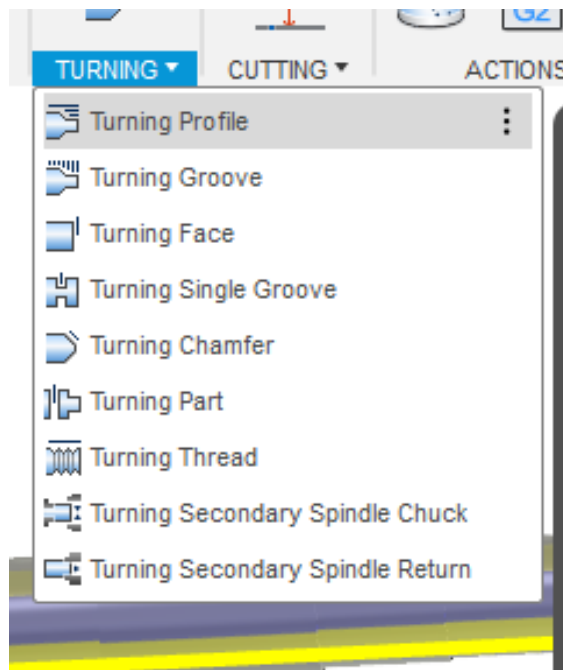 G2
TURNING CUTTING ACTIONS
Turning Profile
Turning Groove
Turning Face
Turning Single Groove
Turning Chamfer
Turning Part
Turning Thread
Turning Secondary Spindle Chuck
Turning Secondary Spindle Return